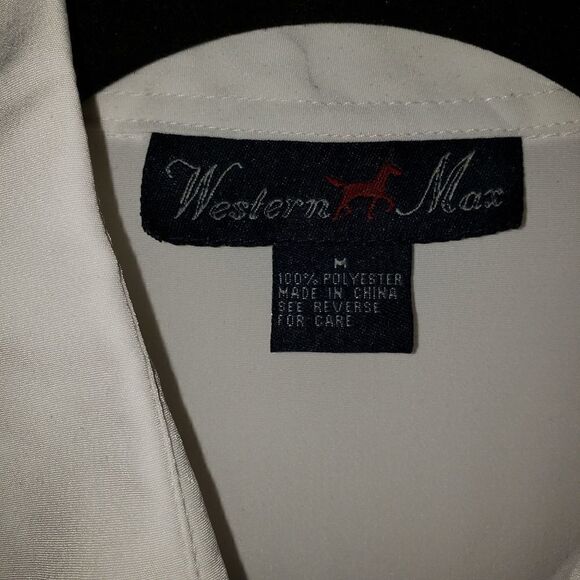 Western Max
M
100% POLYESTER
MADE IN CHINA
SEE REVERSE
FOR CARE